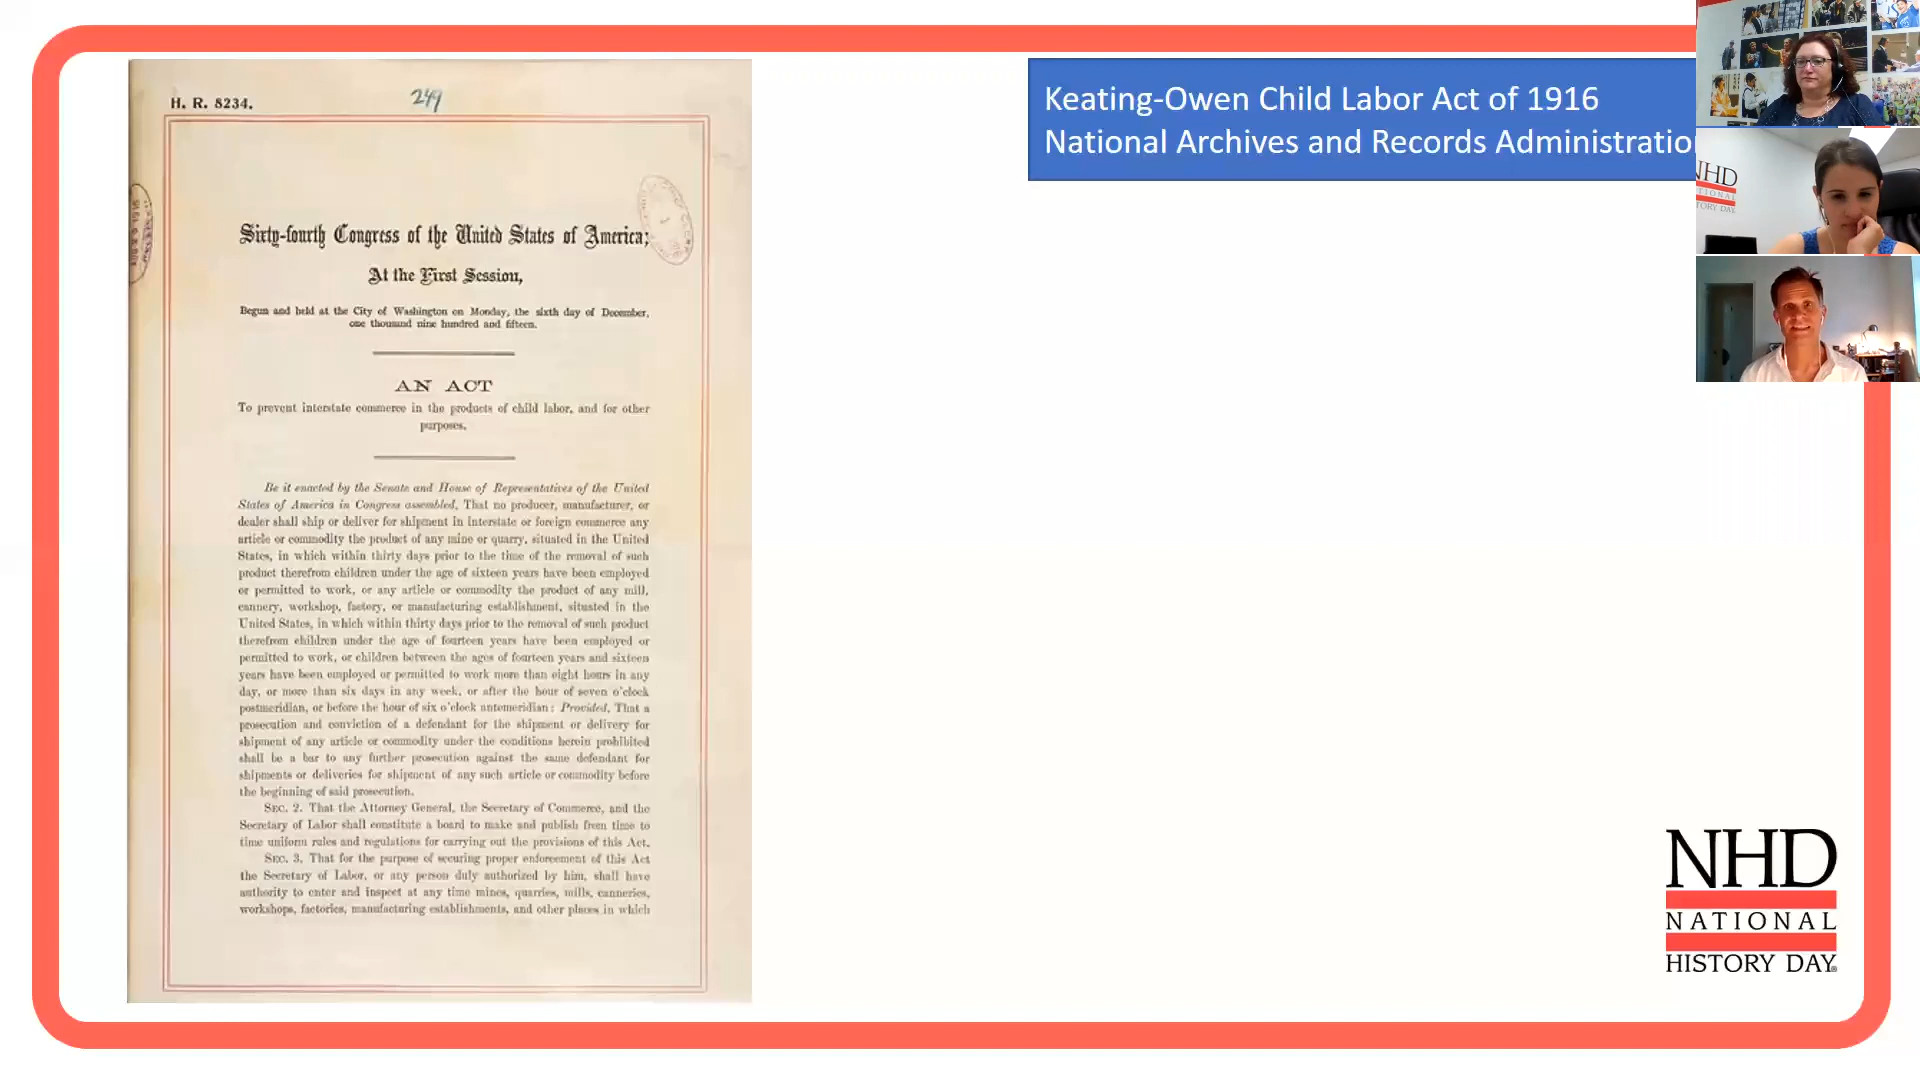 H. R. 8234.
249
Sixty-fourth Congress of the United States of America;
At the First Session,
Begun and held at the City of Washington on Monday, the sixth day of December,
one thousand nine hundred and fifteen.
AN ACT
To prevent interstate commerce in the products of child labor, and for other
purposes.
Be it enacted by the Senate and House of Representatives of the United
States of America in Congress assembled, That no producer, manufacturer, or
dealer shall ship or deliver for shipment in interstate or foreign commerce any
article or commodity the product of any mine or quarry, situated in the United
States, in which within thirty days prior to the time of the removal of such
product therefrom children under the age of sixteen years have been employed
or permitted to work, or any article or commodity the product of any mill,
cannery, workshop, factory, or manufacturing establishment, situated in the
United States, in which within thirty days prior to the removal of such product
therefrom children under the age of fourteen years have been employed or
permitted to work, or children between the ages of fourteen years and sixteen
years have been employed or permitted to work more than eight hours in any
day, or more than six days in any week, or after the hour of seven o'clock
postmeridian, or before the hour of six o'clock antemeridian: Provided, That a
prosecution and conviction of a defendant for the shipment or delivery for
shipment of any article or commodity under the conditions herein prohibited
shall be a bar to any further prosecution against the same defendant for
shipments or deliveries for shipment of any such article or commodity before
the beginning of said prosecution.
SEC. 2. That the Attorney General, the Secretary of Commerce, and the
Secretary of Labor shall constitute a board to make and publish from time to
time uniform rules and regulations for carrying out the provisions of this Act.
SEC. 3. That for the purpose of securing proper enforcement of this Act
the Secretary of Labor, or any person duly authorized by him, shall have
authority to enter and inspect at any time mines, quarries, mills, canneries,
workshops, factories, manufacturing establishments, and other places in which
Keating-Owen Child Labor Act of 1916
National Archives and Records Administratio
NHD
NATIONAL
HISTORY DAY
NHD
TORY DAY